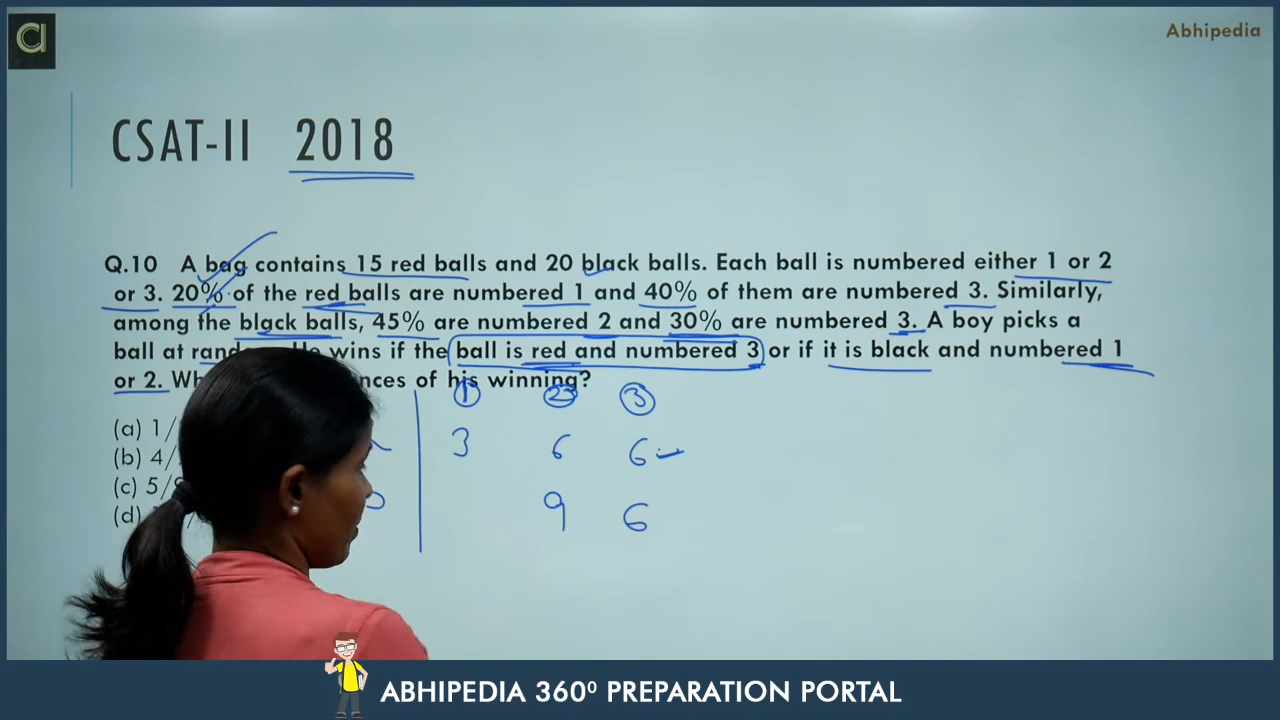 Abhipedia
CSAT-II 2018
Q.10 A bag contains 15 red balls and 20 black balls. Each ball is numbered either 1 or 2
or 3. 20% of the red balls are numbered 1 and 40% of them are numbered 3. Similarly,
among the black balls, 45% are numbered 2 and 30% are numbered 3. A boy picks a
ball at He wins if the ball is red and numbered 3 or if it is black and numbered 1
or 2. of his winning?
1 2 3
(a) 1/
3 6 6
(b) 4/
(c) 5/9
9 6
(d)
ABHIPEDIA 360⁰ PREPARATION PORTAL